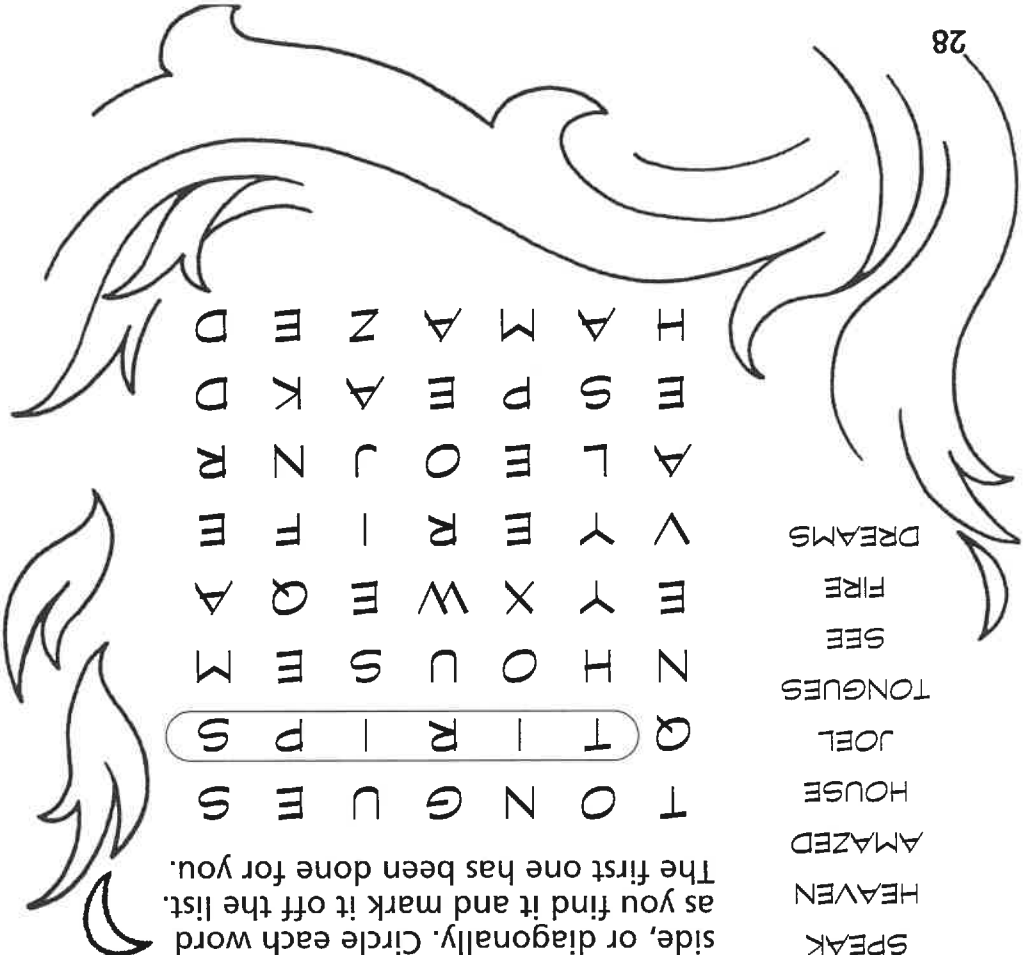 SPEAK
HEAVEN
AMAZED
HOUSE
JOEL
TONGUES
SEE
FIRE
DREAMS
side, or diagonally. Circle each word
as you find it and mark it off the list.
The first one has been done for you.
T O N G U E S
Q T I R I P S
N H O U S E M
E Y X W E Q A
V Y E R I F E
A L E O J N R
E S P E A K D
H A M A Z E D
28